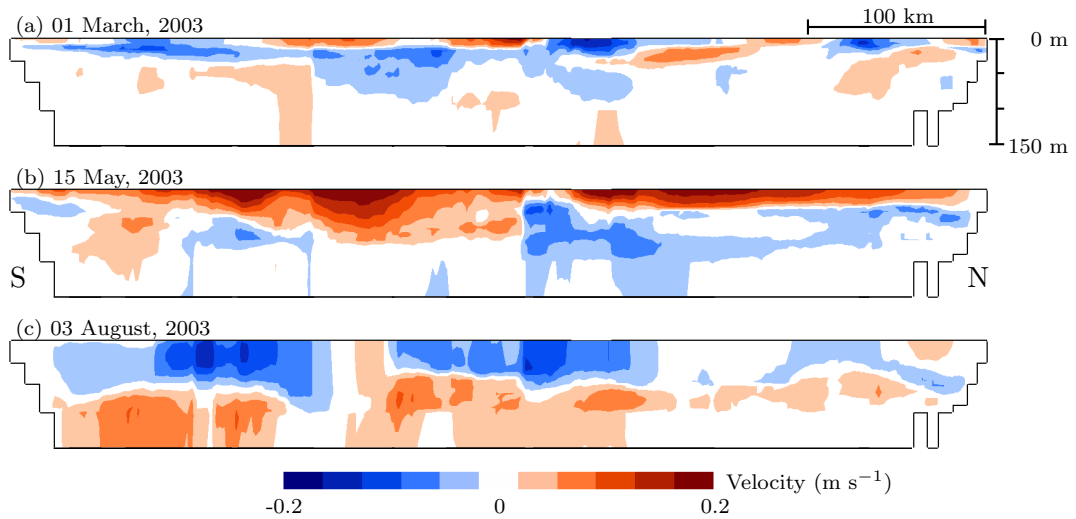 (a) 01 March, 2003
100 km
0 m
150 m
(b) 15 May, 2003
S
N
(c) 03 August, 2003
Velocity (m s⁻¹)
-0.2
0
0.2